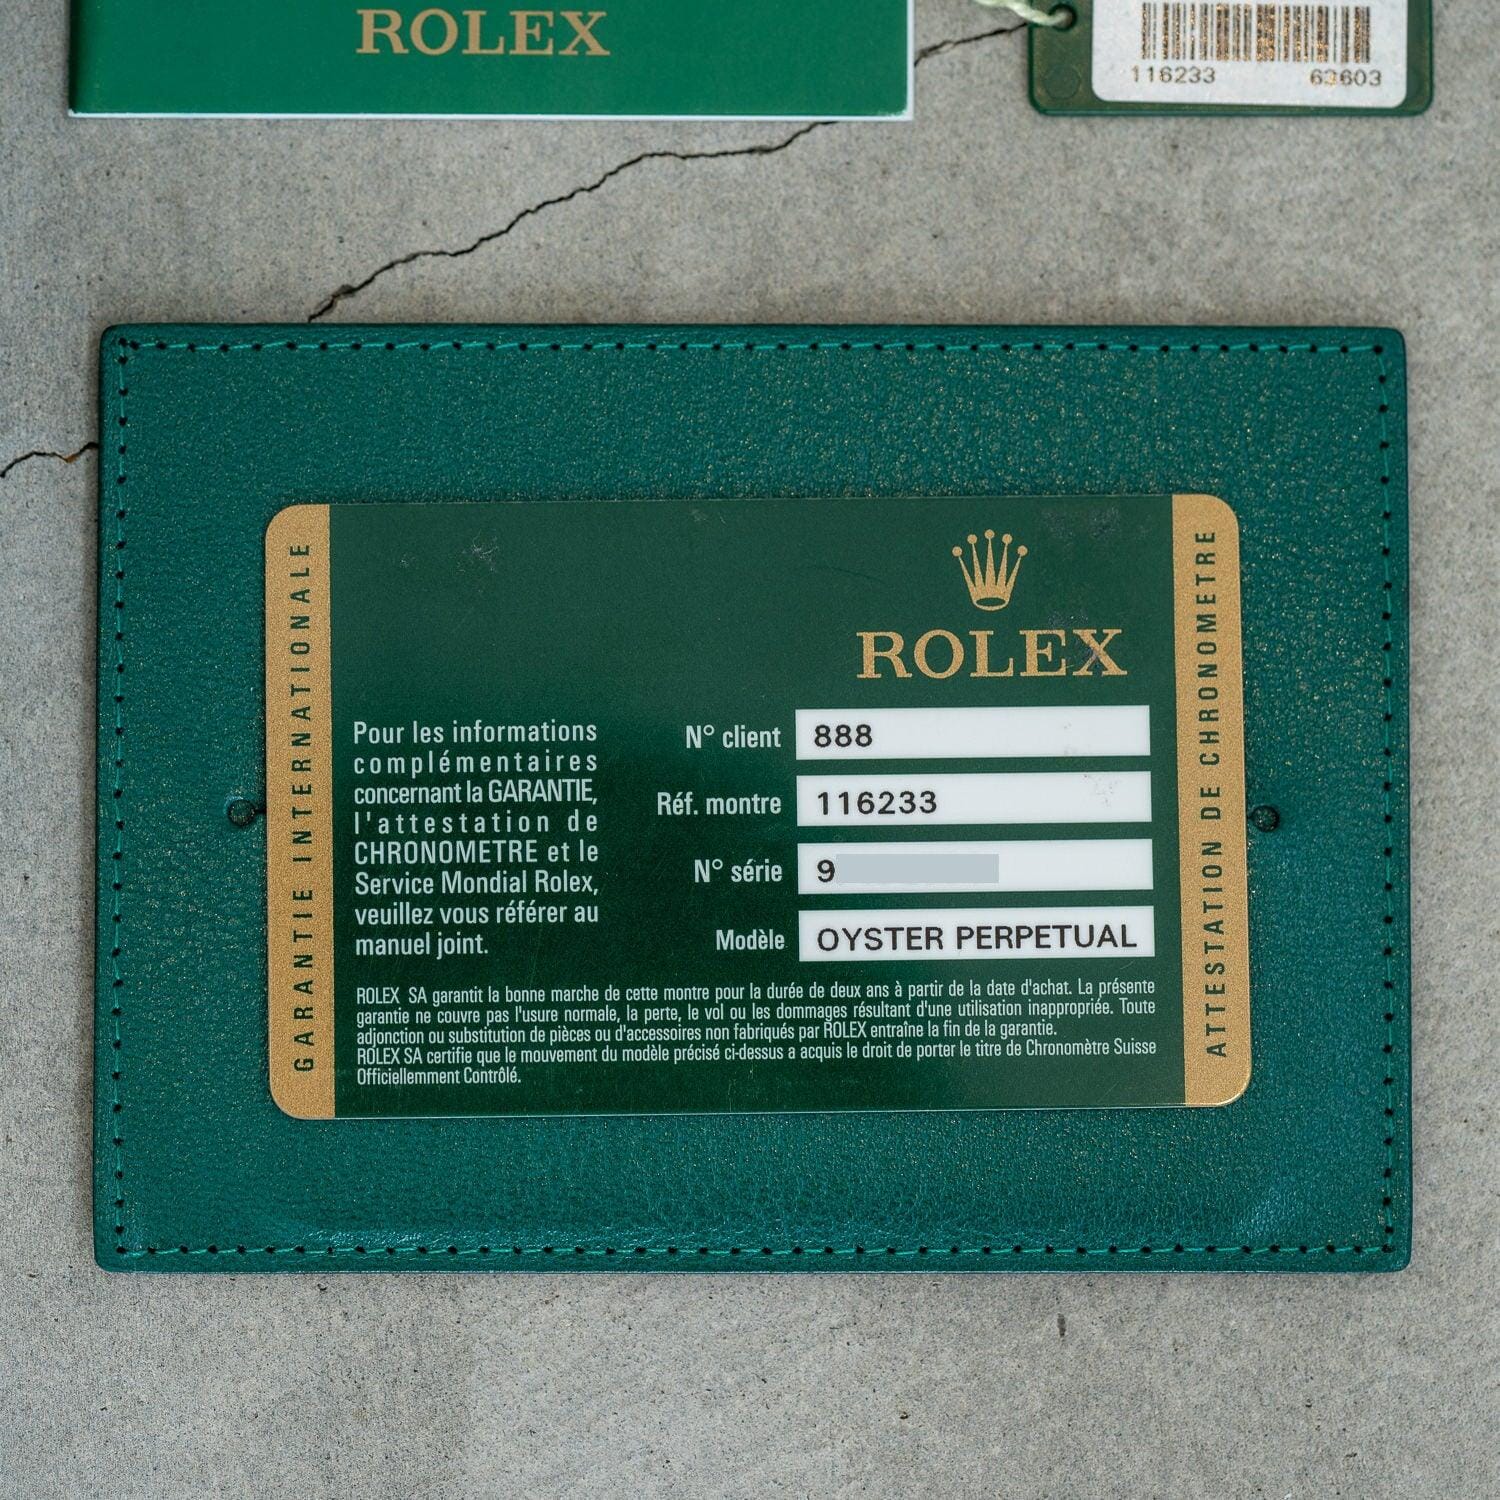 ROLEX
116233 63603
GARANTIE INTERNATIONALE
ROLEX
Pour les informations
complémentaires
concernant la GARANTIE,
l'attestation de
CHRONOMETRE et le
Service Mondial Rolex,
veuillez vous référer au
manuel joint.
N° client 888
Réf. montre 116233
N° série 9
Modèle OYSTER PERPETUAL
ROLEX SA garantit la bonne marche de cette montre pour la durée de deux ans à partir de la date d'achat. La présente
garantie ne couvre pas l'usure normale, la perte, le vol ou les dommages résultant d'une utilisation inappropriée. Toute
adjonction ou substitution de pièces ou d'accessoires non fabriqués par ROLEX entraîne la fin de la garantie.
ROLEX SA certifie que le mouvement du modèle précisé ci-dessus a acquis le droit de porter le titre de Chronomètre Suisse
Officiellemment Contrôlé.
ATTESTATION DE CHRONOMETRE